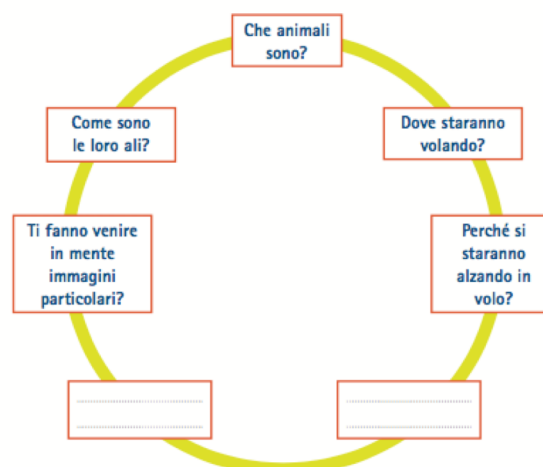 Che animali
sono?
Come sono
le loro ali?
Dove staranno
volando?
Ti fanno venire
in mente
immagini
particolari?
Perché si
staranno
alzando in
volo?